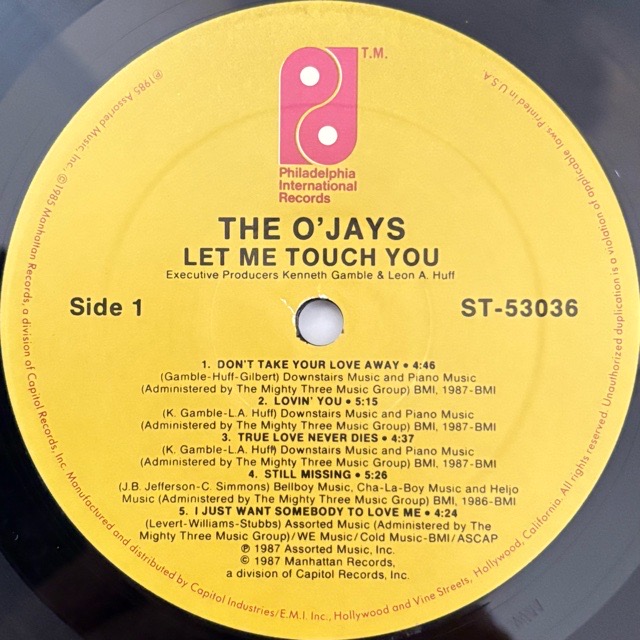 T.M.
Philadelphia
International
Records
THE O'JAYS
LET ME TOUCH YOU
Executive Producers Kenneth Gamble & Leon A. Huff
Side 1
ST-53036
1. DON'T TAKE YOUR LOVE AWAY • 4:46
(Gamble-Huff-Gilbert) Downstairs Music and Piano Music
(Administered by The Mighty Three Music Group) BMI, 1987-BMI
2. LOVIN' YOU • 5:15
(K. Gamble-L.A. Huff) Downstairs Music and Piano Music
(Administered by The Mighty Three Music Group) BMI, 1987-BMI
3. TRUE LOVE NEVER DIES • 4:37
(K. Gamble-L.A. Huff) Downstairs Music and Piano Music
(Administered by The Mighty Three Music Group) BMI, 1987-BMI
4. STILL MISSING • 5:26
(J.B. Jefferson-C. Simmons) Bellboy Music, Cha-La-Boy Music and Heljo
Music (Administered by The Mighty Three Music Group) BMI, 1986-BMI
5. I JUST WANT SOMEBODY TO LOVE ME • 4:24
(Levert-Williams-Stubbs) Assorted Music (Administered by The
Mighty Three Music Group)/WE Music/Cold Music-BMI/ASCAP
℗ 1987 Assorted Music, Inc.
© 1987 Manhattan Records,
a division of Capitol Records, Inc.
℗1985 Assorted Music, Inc. ©1985 Manhattan Records, a division of Capitol Records, Inc. Manufactured and distributed by Capitol Industries/E.M.I. Inc., Hollywood and Vine Streets, Hollywood, California. All rights reserved. Unauthorized duplication is a violation of applicable laws Printed in U.S.A